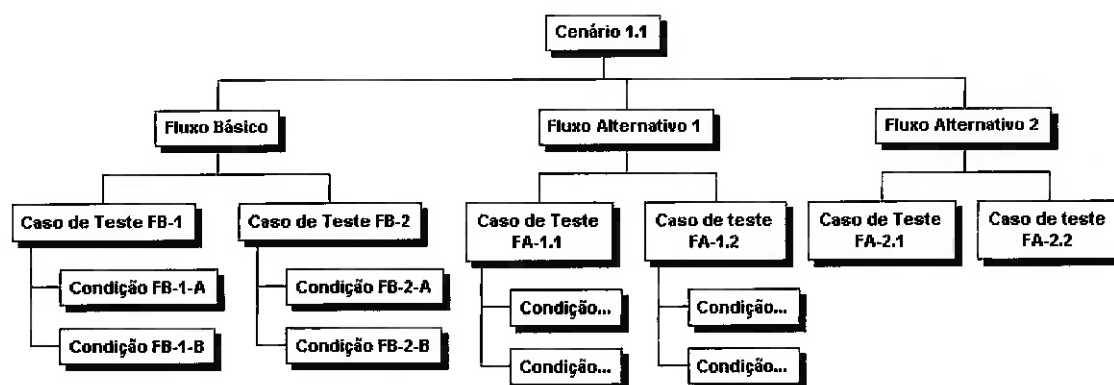 Cenário 1.1
Fluxo Básico
Fluxo Alternativo 1
Fluxo Alternativo 2
Caso de Teste FB-1
Caso de Teste FB-2
Caso de Teste
FA-1.1
Caso de teste
FA-1.2
Caso de Teste
FA-2.1
Caso de teste
FA-2.2
Condição FB-1-A
Condição FB-2-A
Condição...
Condição...
Condição FB-1-B
Condição FB-2-B
Condição...
Condição...